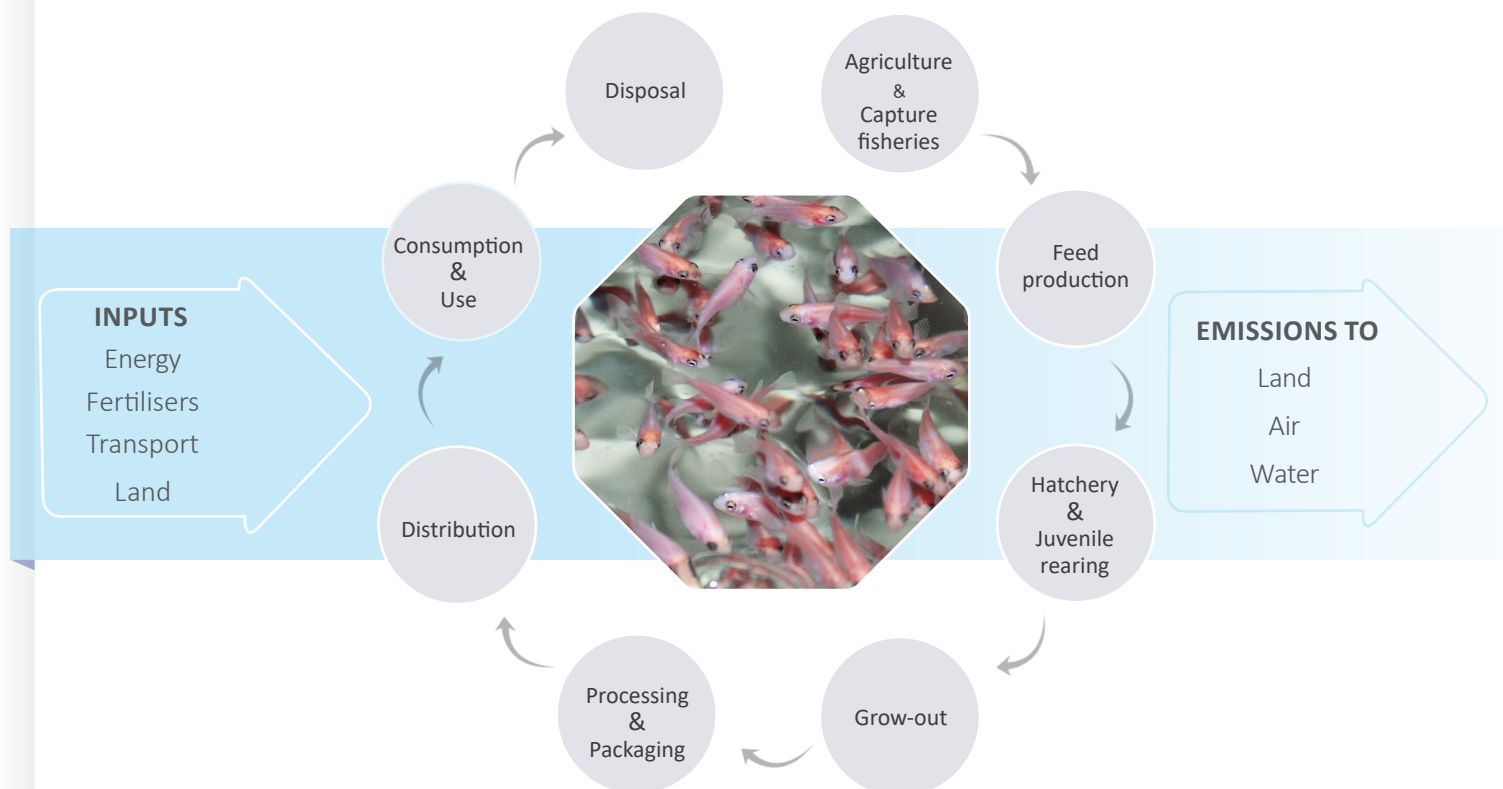 Disposal
Agriculture
&
Capture
fisheries
Consumption
&
Use
Feed
production
INPUTS
Energy
Fertilisers
Transport
Land
EMISSIONS TO
Land
Air
Water
Distribution
Hatchery
&
Juvenile
rearing
Processing
&
Packaging
Grow-out